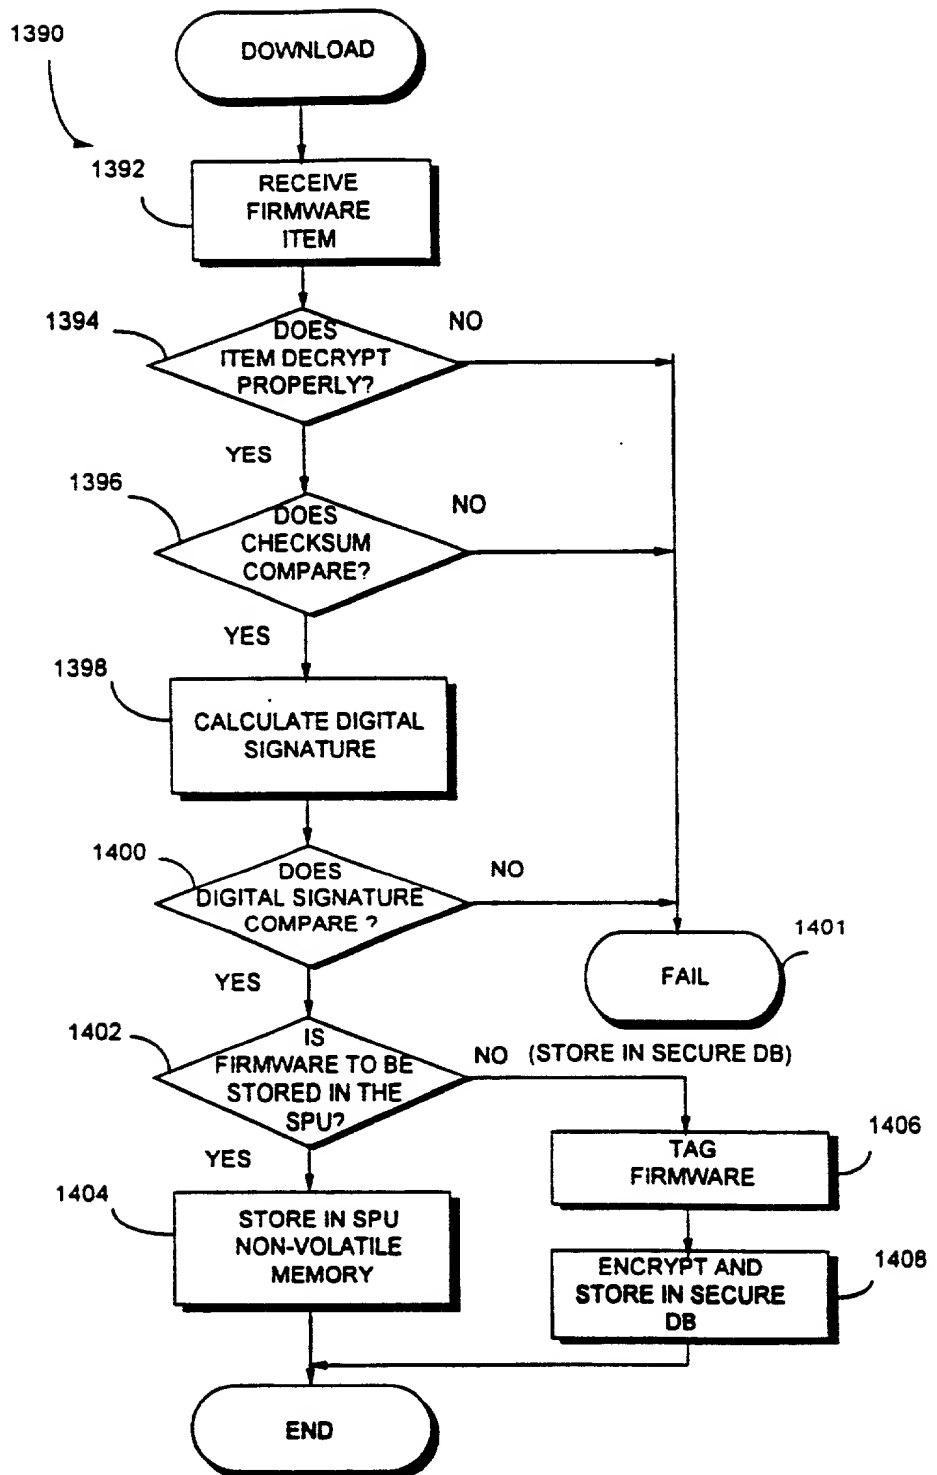 1390
DOWNLOAD
1392
RECEIVE
FIRMWARE
ITEM
1394
DOES
ITEM DECRYPT
PROPERLY?
NO
YES
1396
DOES
CHECKSUM
COMPARE?
NO
YES
1398
CALCULATE DIGITAL
SIGNATURE
1400
DOES
DIGITAL SIGNATURE
COMPARE ?
NO
1401
FAIL
YES
1402
IS
FIRMWARE TO BE
STORED IN THE
SPU?
NO (STORE IN SECURE DB)
YES
1404
STORE IN SPU
NON-VOLATILE
MEMORY
1406
TAG
FIRMWARE
1408
ENCRYPT AND
STORE IN SECURE
DB
END